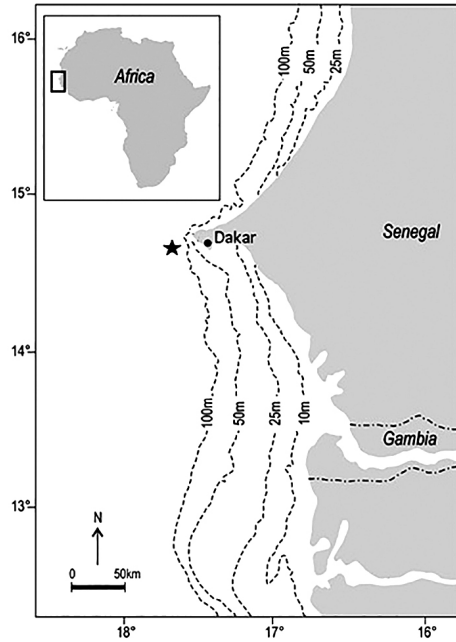 16°
Africa
100m
50m
25m
15°
Dakar
Senegal
14°
100m
50m
25m
10m
Gambia
13°
N
0 50km
18° 17° 16°